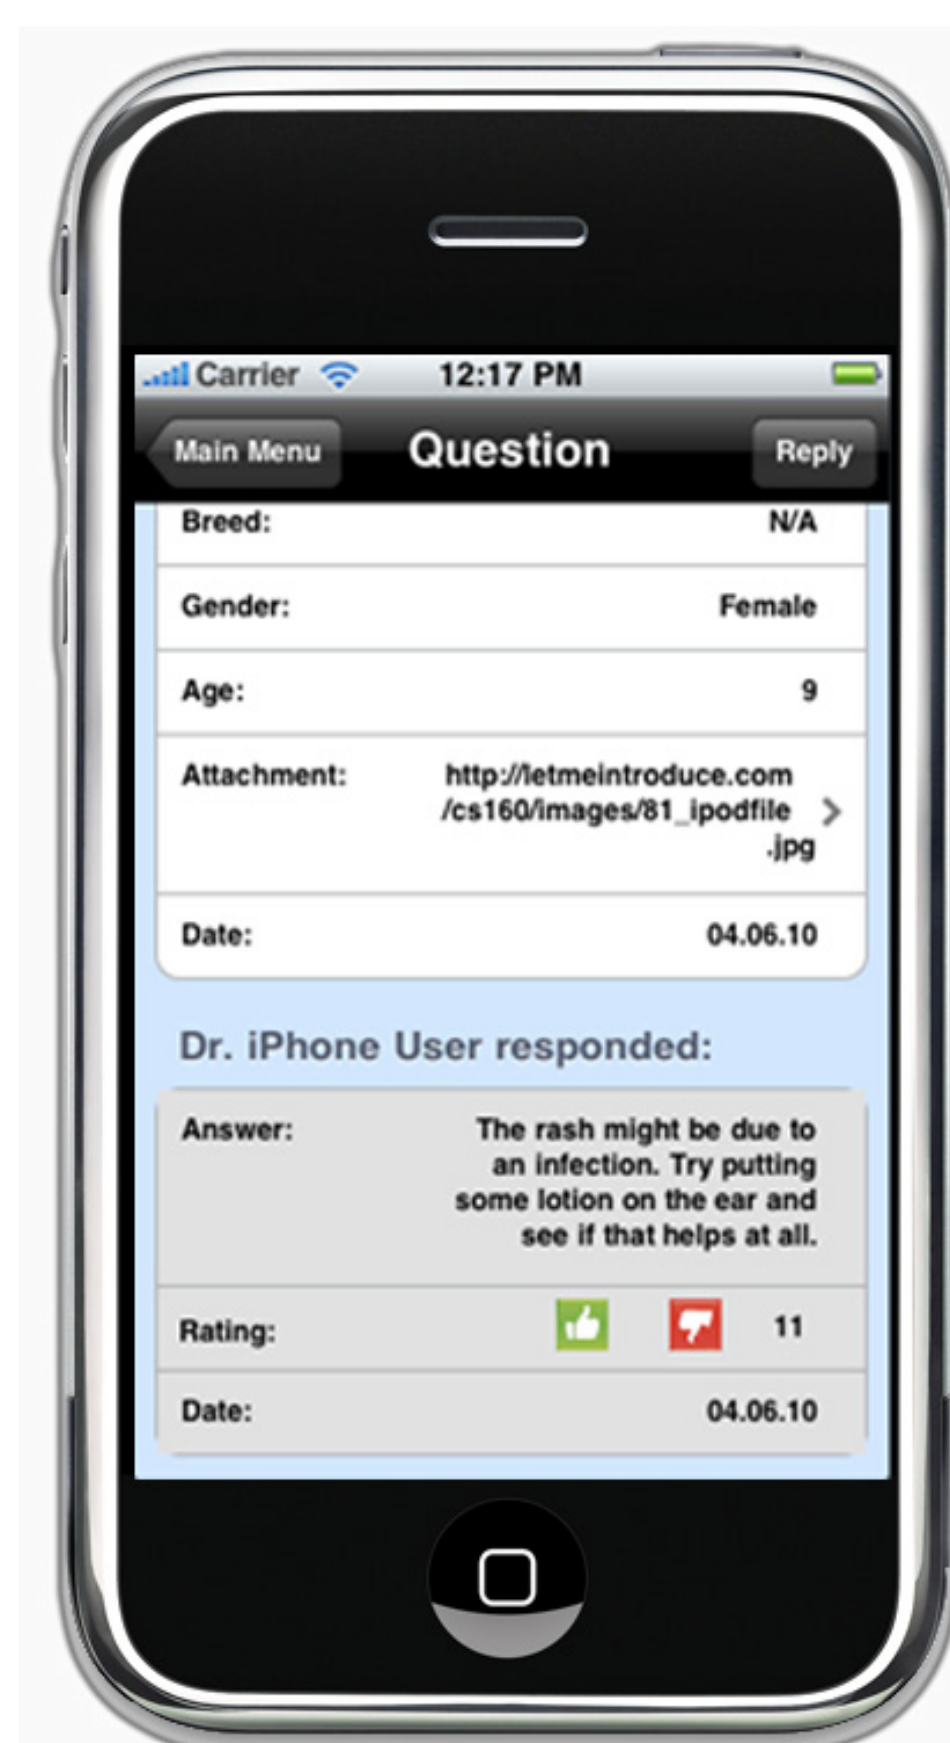 Carrier 12:17 PM
Main Menu Question Reply
Breed: N/A
Gender: Female
Age: 9
Attachment: http://letmeintroduce.com
/cs160/images/81_ipodfile
.jpg
Date: 04.06.10
Dr. iPhone User responded:
Answer: The rash might be due to
an infection. Try putting
some lotion on the ear and
see if that helps at all.
Rating: 11
Date: 04.06.10